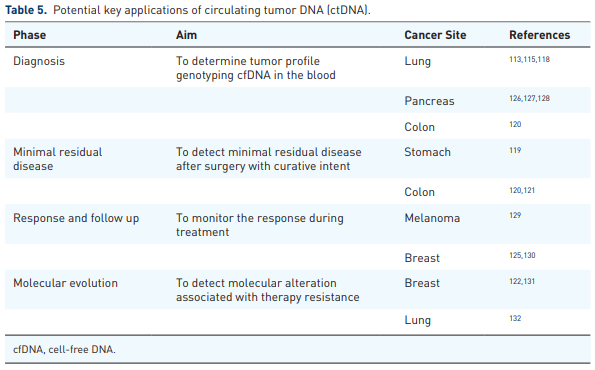 Table 5. Potential key applications of circulating tumor DNA (ctDNA).
Phase Aim Cancer Site References
Diagnosis To determine tumor profile Lung 113,115,118
genotyping cfDNA in the blood
Pancreas 126,127,128
Colon 120
Minimal residual To detect minimal residual disease Stomach 119
disease after surgery with curative intent
Colon 120,121
Response and follow up To monitor the response during Melanoma 129
treatment
Breast 125,130
Molecular evolution To detect molecular alteration Breast 122,131
associated with therapy resistance
Lung 132
cfDNA, cell-free DNA.